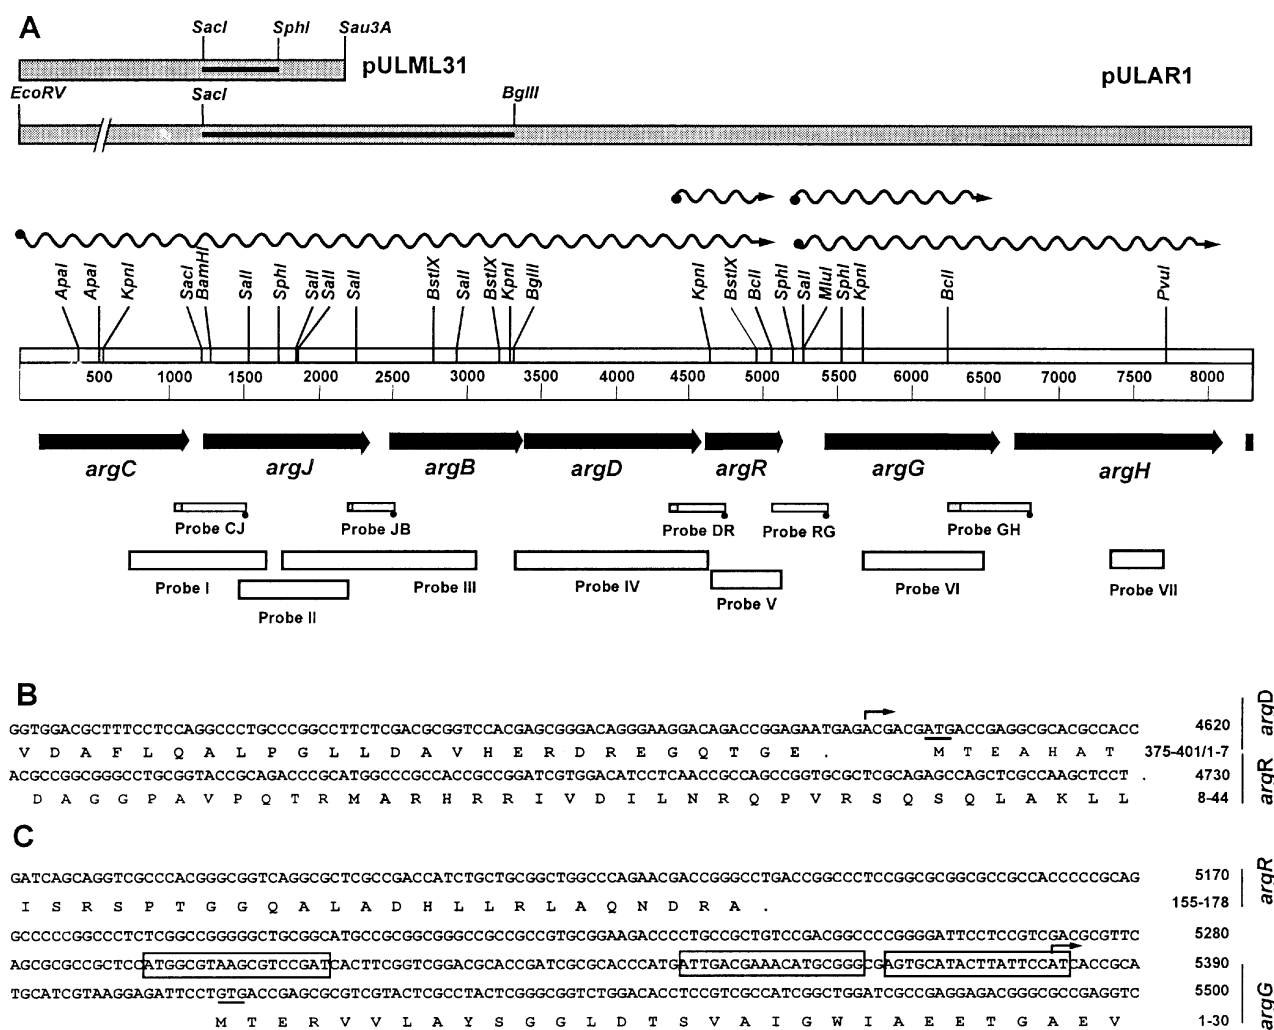 A
SacI SphI Sau3A
pULML31
pULAR1
EcoRV SacI BglII
ApaI ApaI KpnI SacI BamHI SalI SphI SalI SalI SalI BstIX SalI BstIX KpnI BglII KpnI BstIX BclI SphI SalI MluI SphI KpnI BclI PvuI
500 1000 1500 2000 2500 3000 3500 4000 4500 5000 5500 6000 6500 7000 7500 8000
argC argJ argB argD argR argG argH
Probe CJ Probe JB Probe DR Probe RG Probe GH
Probe I Probe III Probe IV Probe V Probe VI Probe VII
Probe II
B
GGTGGACGCTTTCCTCCAGGCCCTGCCCGGCCTTCTCGACGCGGTCCACGAGCGGGACAGGGAAGGACAGACCGGAGAATGAGACGACGATGACCGAGGCGCACGCCACC 4620 argD
V D A F L Q A L P G L L D A V H E R D R E G Q T G E . M T E A H A T 375-401/1-7
ACGCCGGCGGGCCTGCGGTACCGCAGACCCGCATGGCCCGCCACCGCCGGATCGTGGACATCCTCAACCGCCAGCCGGTGCGCTCGCAGAGCCAGCTCGCCAAGCTCCT . 4730 argR
D A G G P A V P Q T R M A R H R R I V D I L N R Q P V R S Q S Q L A K L L 8-44
C
GATCAGCAGGTCGCCCACGGGCGGTCAGGCGCTCGCCGACCATCTGCTGCGGCTGGCCCAGAACGACCGGGCCTGACCGGCCCTCCGGCGCGGCGCCGCCACCCCCGCAG 5170 argR
I S R S P T G G Q A L A D H L L R L A Q N D R A . 155-178
GCCCCCGGCCCTCTCGGCCGGGGGCTGCGGCATGCCGCGGCGGGCCGCCGCCGTGCGGAAGACCCCTGCCGCTGTCCGACGGCCCCGGGGATTCCTCCGTCGACGCGTTC 5280
AGCGCGCCGCTCCATGGCGTAAGCGTCCGATCACTTCGGTCGGACGCACCGATCGCGCACCCATGATTGACGAAACATGCGGGCGAGTGCATACTTATTCCATCACCGCA 5390
TGCATCGTAAGGAGATTCCTGTGACCGAGCGCGTCGTACTCGCCTACTCGGGCGGTCTGGACACCTCCGTCGCCATCGGCTGGATCGCCGAGGAGACGGGCGCCGAGGTC 5500 argG
M T E R V V L A Y S G G L D T S V A I G W I A E E T G A E V 1-30